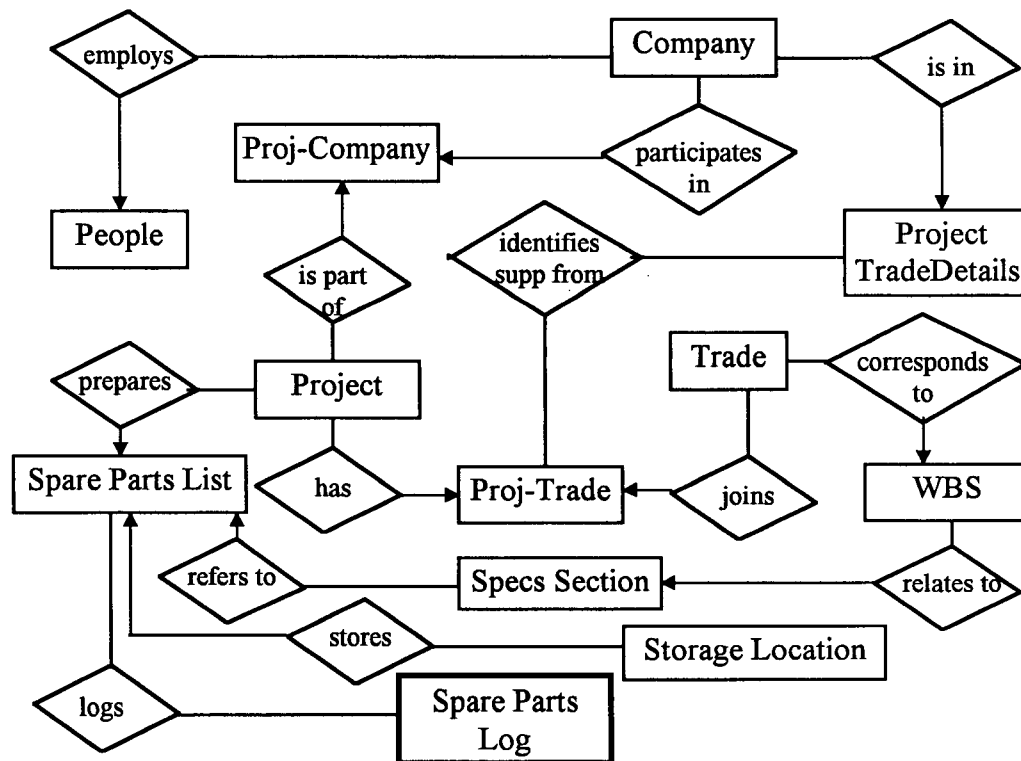 employs
Company
is in
Proj-Company
participates
in
People
identifies
supp from
Project
TradeDetails
is part
of
Trade
corresponds
to
prepares
Project
Spare Parts List
has
Proj-Trade
joins
WBS
refers to
Specs Section
relates to
stores
Storage Location
logs
Spare Parts
Log